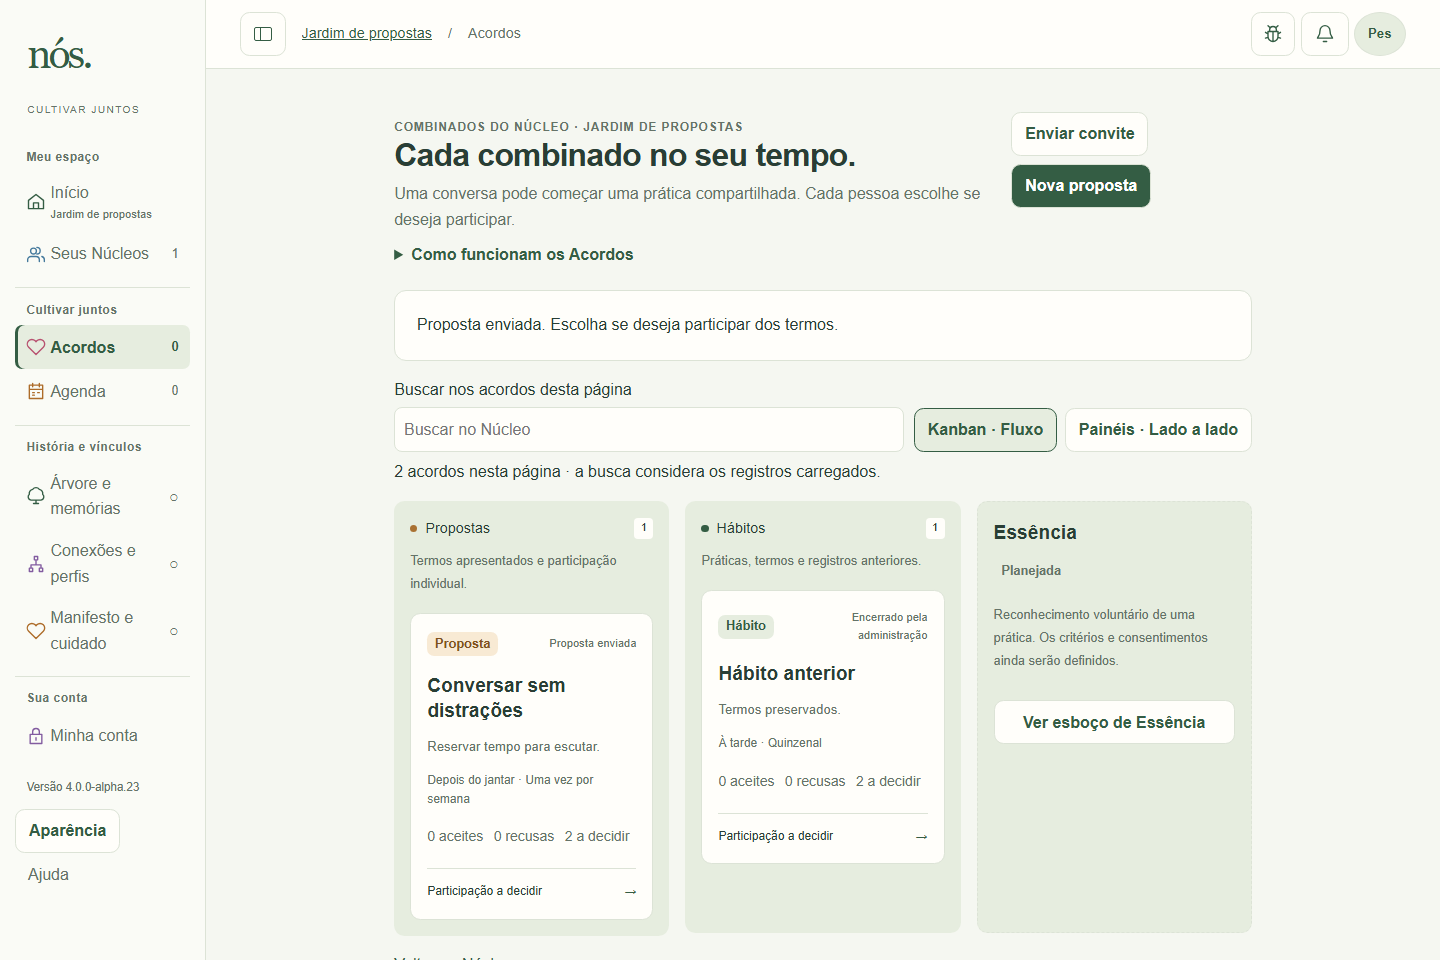 nós.
CULTIVAR JUNTOS
Meu espaço
Início
Jardim de propostas
Seus Núcleos 1
Cultivar juntos
Acordos 0
Agenda 0
História e vínculos
Árvore e
memórias
Conexões e
perfis
Manifesto e
cuidado
Sua conta
Minha conta
Versão 4.0.0-alpha.23
Aparência
Ajuda
Jardim de propostas / Acordos
Pes
COMBINADOS DO NÚCLEO · JARDIM DE PROPOSTAS
Cada combinado no seu tempo.
Uma conversa pode começar uma prática compartilhada. Cada pessoa escolhe se
deseja participar.
Como funcionam os Acordos
Enviar convite
Nova proposta
Proposta enviada. Escolha se deseja participar dos termos.
Buscar nos acordos desta página
Buscar no Núcleo
Kanban · Fluxo
Painéis · Lado a lado
2 acordos nesta página · a busca considera os registros carregados.
Propostas 1
Termos apresentados e participação
individual.
Proposta
Proposta enviada
Conversar sem
distrações
Reservar tempo para escutar.
Depois do jantar · Uma vez por
semana
0 aceites 0 recusas 2 a decidir
Participação a decidir →
Hábitos 1
Práticas, termos e registros anteriores.
Hábito
Encerrado pela
administração
Hábito anterior
Termos preservados.
À tarde · Quinzenal
0 aceites 0 recusas 2 a decidir
Participação a decidir →
Essência
Planejada
Reconhecimento voluntário de uma
prática. Os critérios e consentimentos
ainda serão definidos.
Ver esboço de Essência